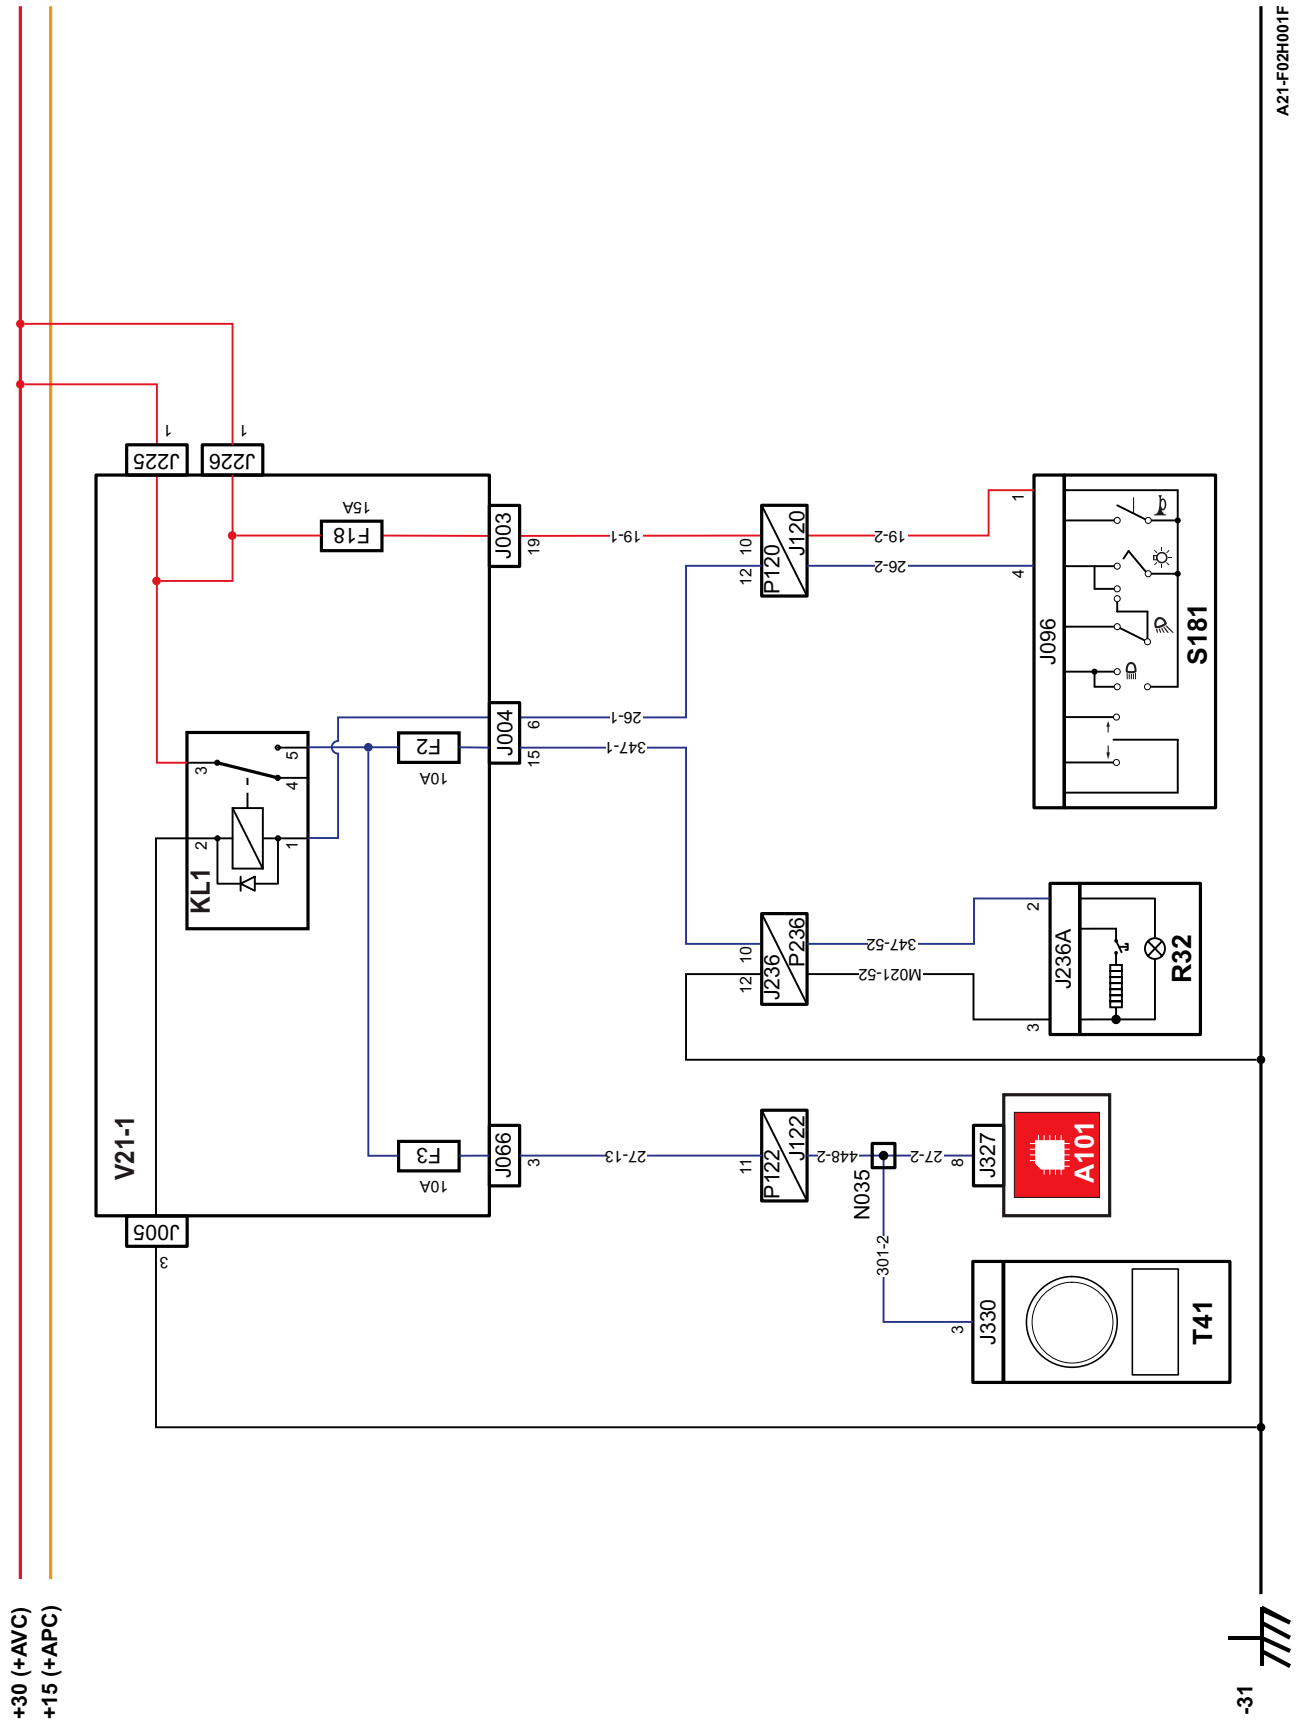 +30 (+AVC)
+15 (+APC)
V21-1
J005
3
J225
1
J226
1
KL1
2
3
1
4
5
F3
10A
F2
10A
F18
15A
J066
3
J004
15
6
J003
19
27-13
347-1
26-1
19-1
11
P122
J122
12
10
J236
P236
12
10
P120
J120
448-2
N035
27-2
301-2
M021-52
347-52
26-2
19-2
3
J330
T41
8
J327
A101
3
2
J236A
R32
4
1
J096
S181
-31
A21-F02H001F